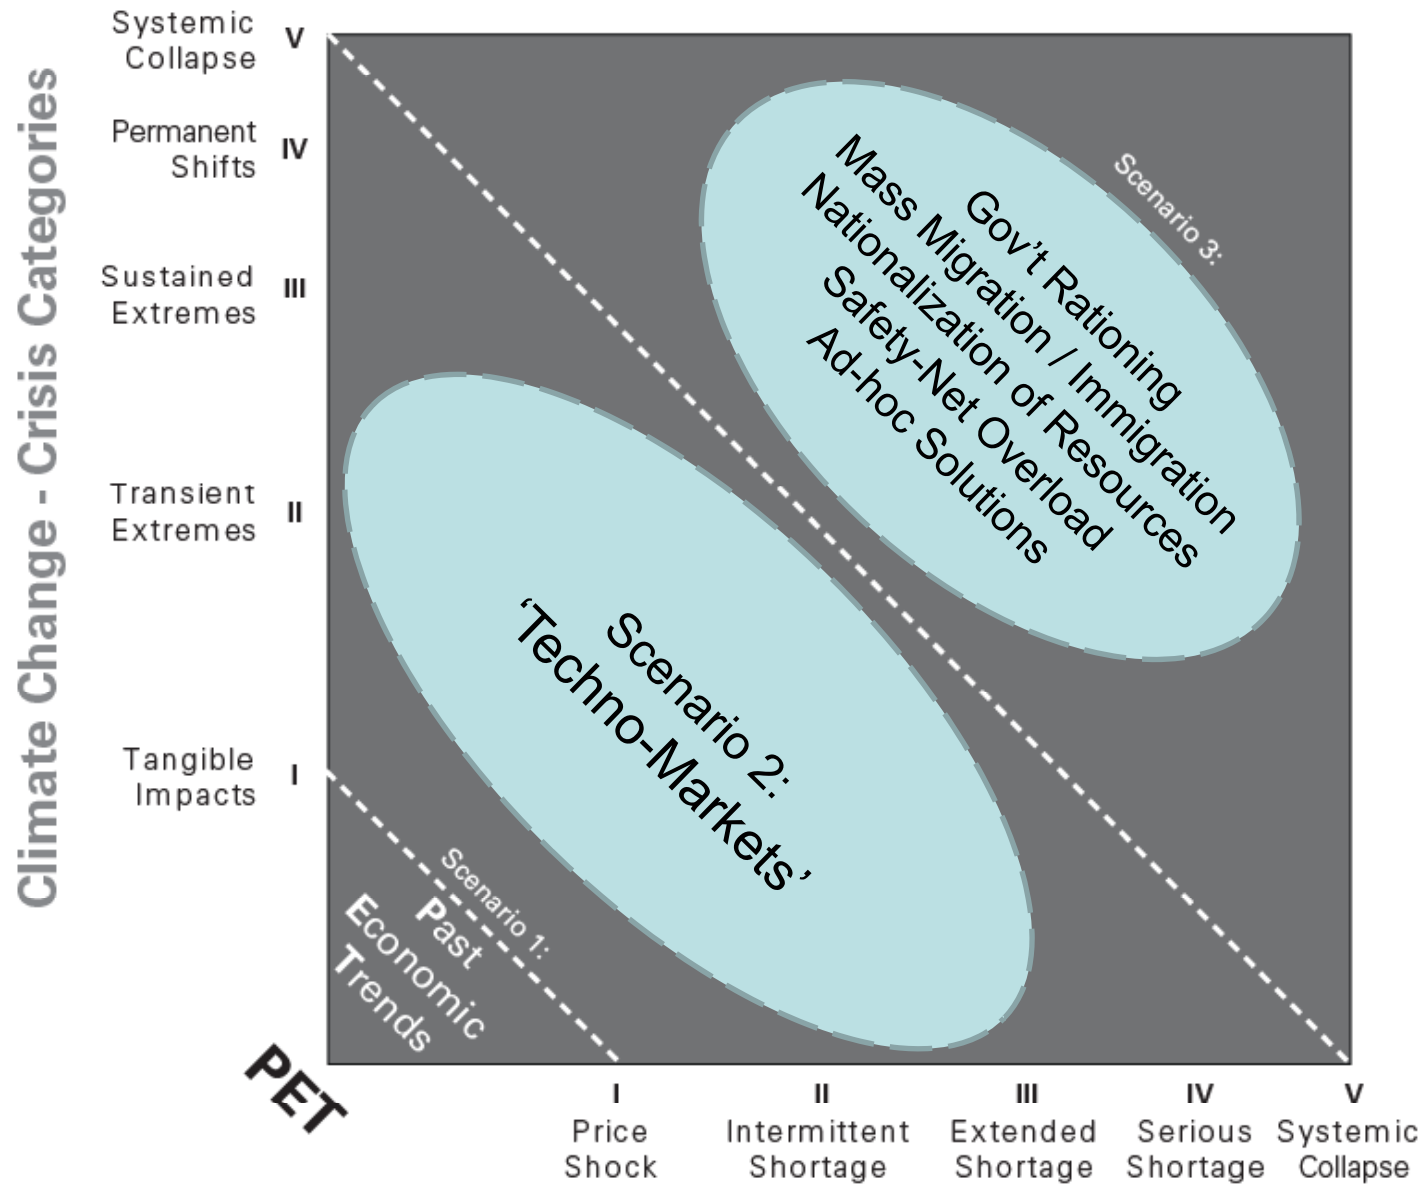 Climate Change - Crisis Categories
Systemic
Collapse
V
Permanent
Shifts
IV
Sustained
Extremes
III
Transient
Extremes
II
Tangible
Impacts
I
Scenario 3:
Gov’t Rationing
Mass Migration / Immigration
Nationalization of Resources
Safety-Net Overload
Ad-hoc Solutions
Scenario 2:
‘Techno-Markets’
Scenario 1:
Past
Economic
Trends
PET
I
Price
Shock
II
Intermittent
Shortage
III
Extended
Shortage
IV
Serious
Shortage
V
Systemic
Collapse